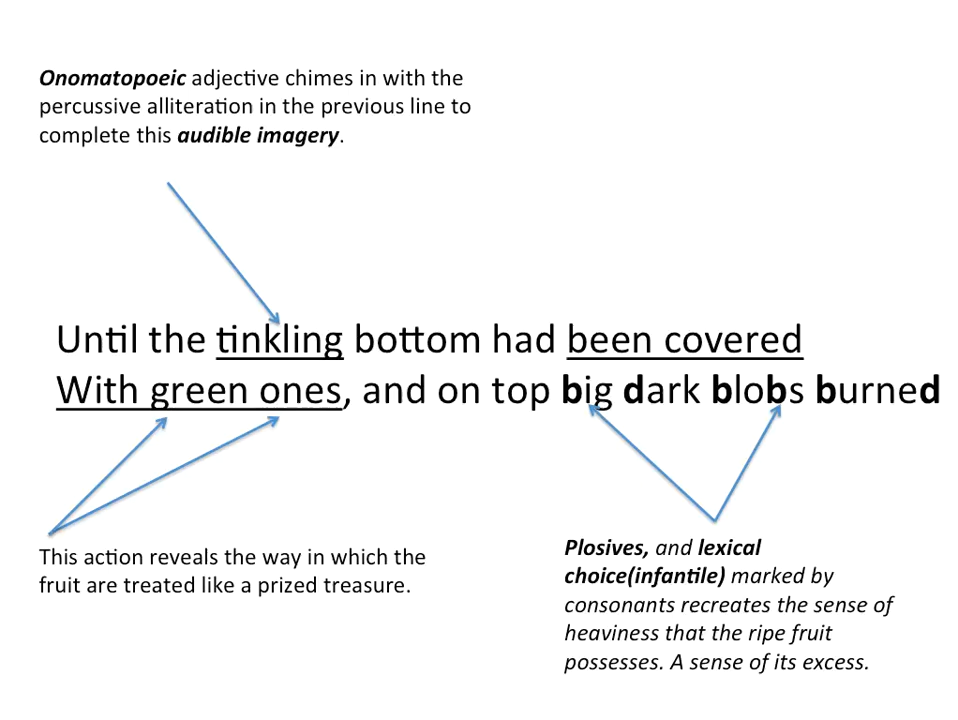 Onomatopoeic adjective chimes in with the
percussive alliteration in the previous line to
complete this audible imagery.
Until the tinkling bottom had been covered
With green ones, and on top big dark blobs burned
This action reveals the way in which the
fruit are treated like a prized treasure.
Plosives, and lexical
choice(infantile) marked by
consonants recreates the sense of
heaviness that the ripe fruit
possesses. A sense of its excess.